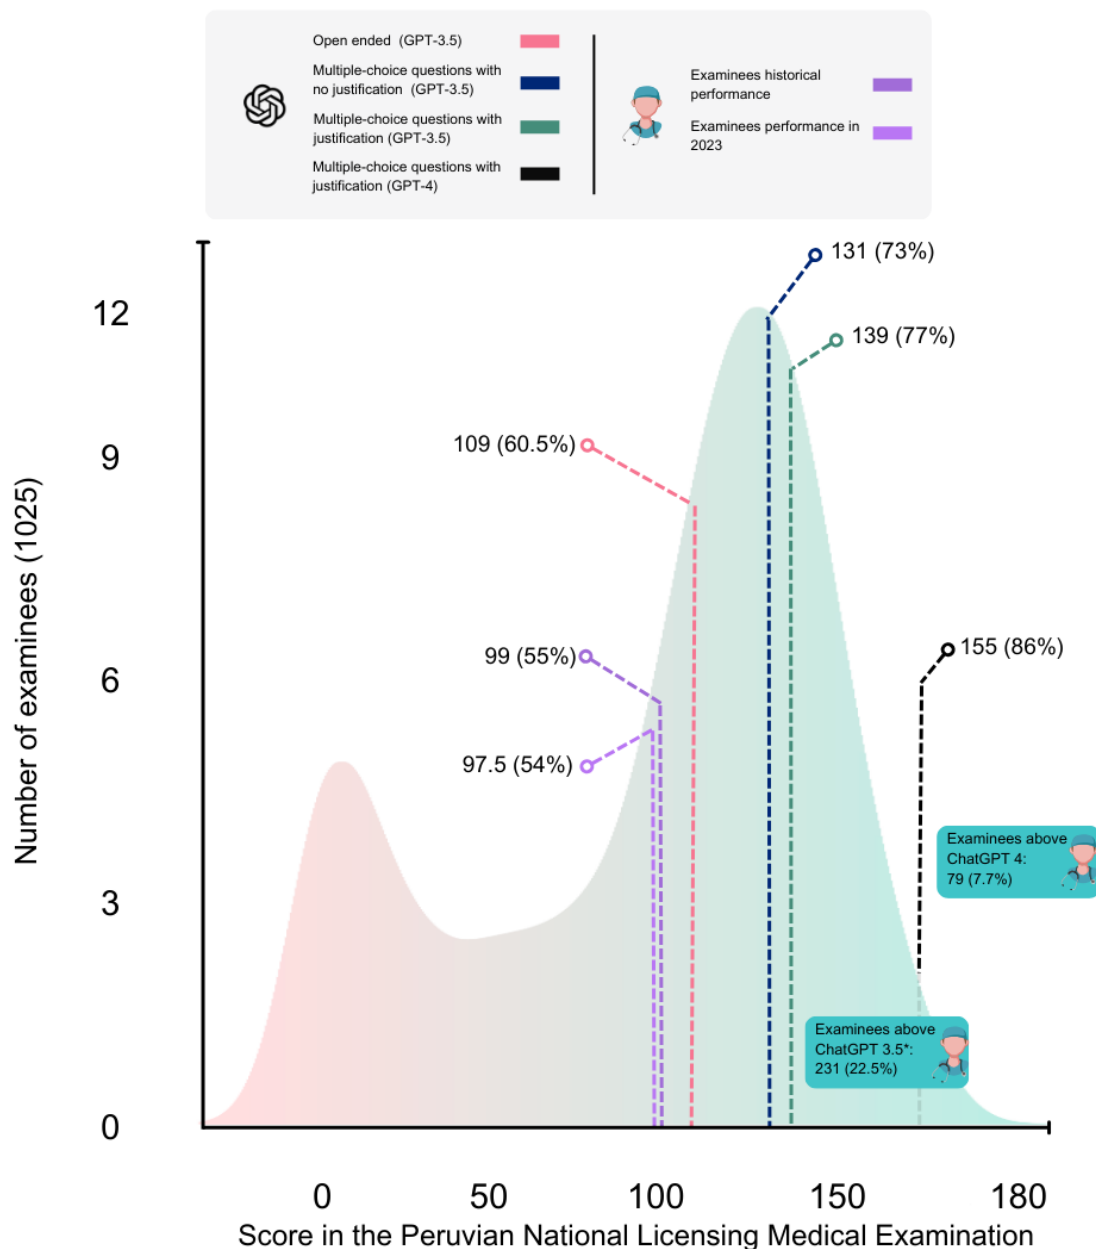 Open ended  (GPT-3.5)
Multiple-choice questions with
no justification  (GPT-3.5)
Multiple-choice questions with
justification (GPT-3.5)
Multiple-choice questions with
justification (GPT-4)
Examinees historical
performance
Examinees performance in
2023
131 (73%)
139 (77%)
109 (60.5%)
99 (55%)
97.5 (54%)
155 (86%)
Examinees above
ChatGPT 4:
79 (7.7%)
Examinees above
ChatGPT 3.5*:
231 (22.5%)
Number of examinees (1025)
12
9
6
3
0
0 50 100 150 180
Score in the Peruvian National Licensing Medical Examination